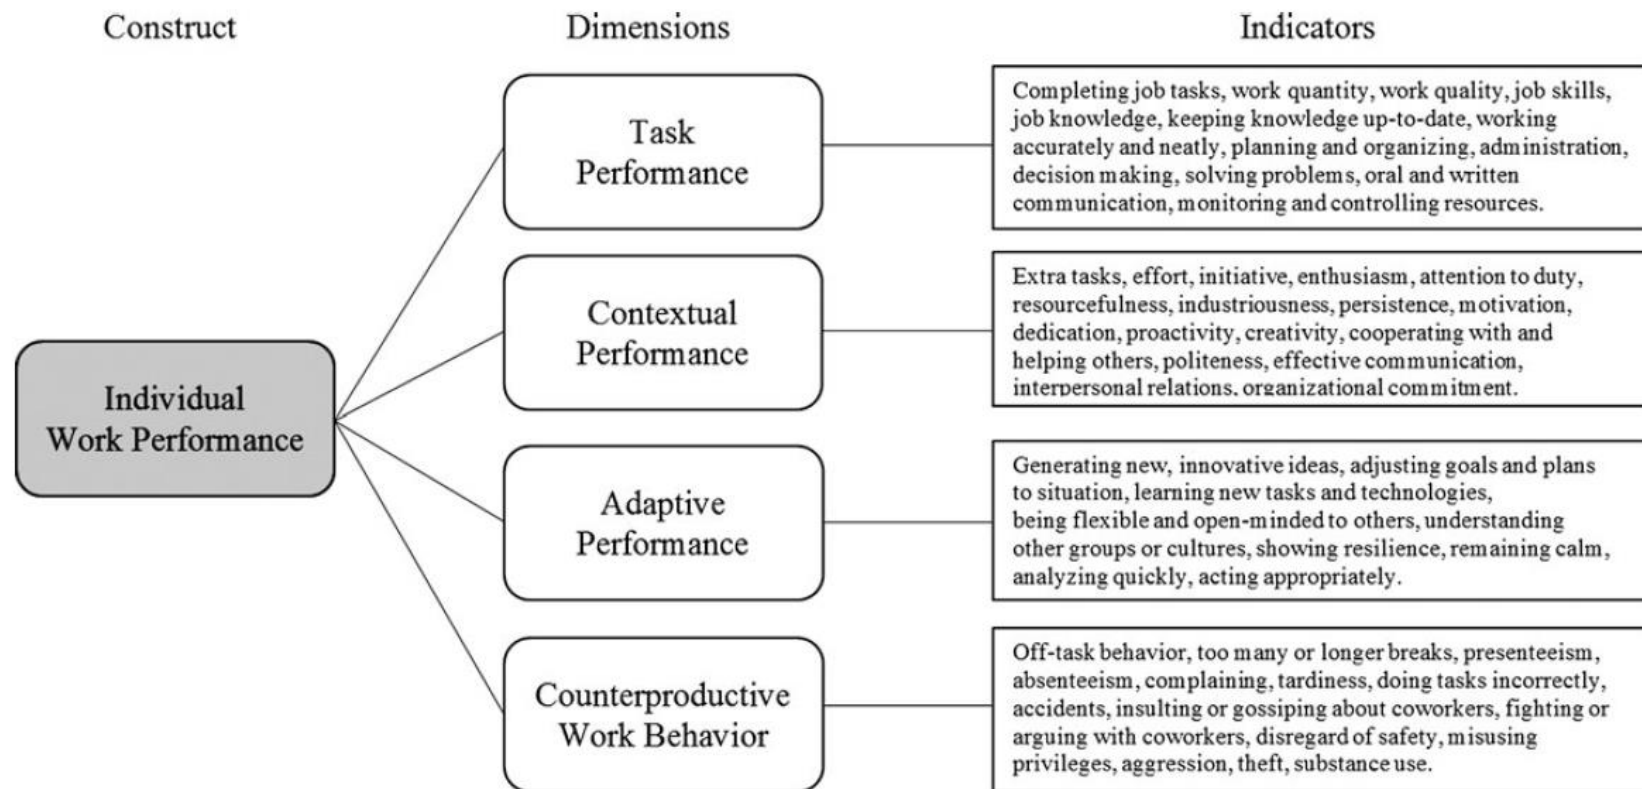 Construct
Dimensions
Indicators
Task
Performance
Completing job tasks, work quantity, work quality, job skills,
job knowledge, keeping knowledge up-to-date, working
accurately and neatly, planning and organizing, administration,
decision making, solving problems, oral and written
communication, monitoring and controlling resources.
Contextual
Performance
Extra tasks, effort, initiative, enthusiasm, attention to duty,
resourcefulness, industriousness, persistence, motivation,
dedication, proactivity, creativity, cooperating with and
helping others, politeness, effective communication,
interpersonal relations, organizational commitment.
Individual
Work Performance
Adaptive
Performance
Generating new, innovative ideas, adjusting goals and plans
to situation, learning new tasks and technologies,
being flexible and open-minded to others, understanding
other groups or cultures, showing resilience, remaining calm,
analyzing quickly, acting appropriately.
Counterproductive
Work Behavior
Off-task behavior, too many or longer breaks, presenteeism,
absenteeism, complaining, tardiness, doing tasks incorrectly,
accidents, insulting or gossiping about coworkers, fighting or
arguing with coworkers, disregard of safety, misusing
privileges, aggression, theft, substance use.